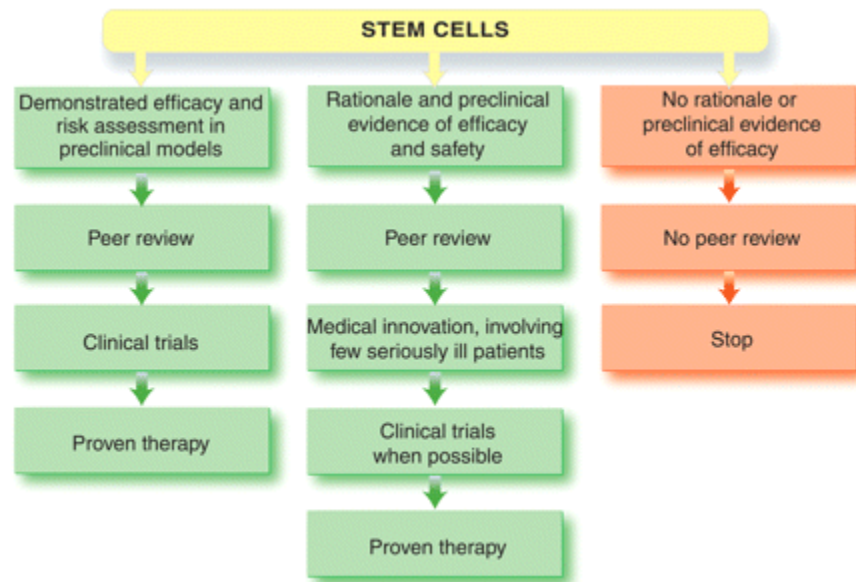 STEM CELLS
Demonstrated efficacy and
risk assessment in
preclinical models
Peer review
Clinical trials
Proven therapy
Rationale and preclinical
evidence of efficacy
and safety
Peer review
Medical innovation, involving
few seriously ill patients
Clinical trials
when possible
Proven therapy
No rationale or
preclinical evidence
of efficacy
No peer review
Stop